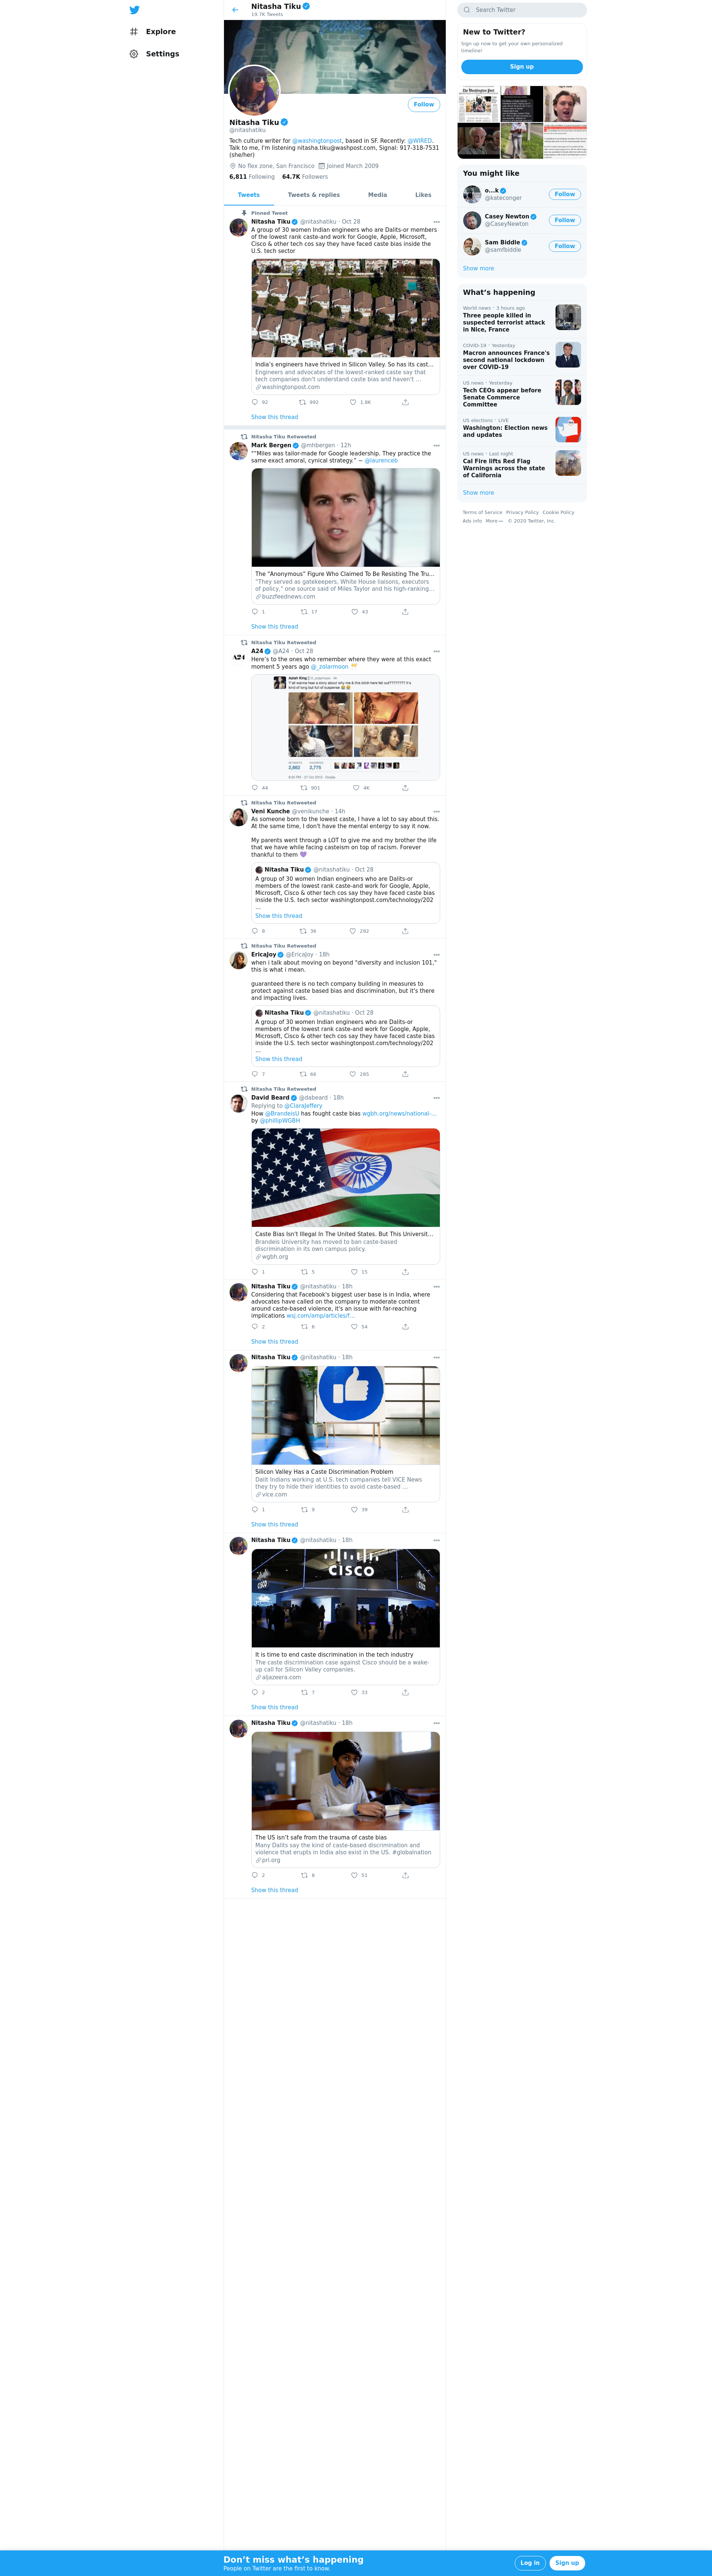 Explore
Settings
Nitasha Tiku
19.7K Tweets
Follow
Nitasha Tiku
@nitashatiku
Tech culture writer for @washingtonpost, based in SF. Recently: @WIRED.
Talk to me, I'm listening nitasha.tiku@washpost.com, Signal: 917-318-7531
(she/her)
No flex zone, San Francisco Joined March 2009
6,811 Following 64.7K Followers
Tweets Tweets & replies Media Likes
Pinned Tweet
Nitasha Tiku @nitashatiku · Oct 28
A group of 30 women Indian engineers who are Dalits-or members
of the lowest rank caste-and work for Google, Apple, Microsoft,
Cisco & other tech cos say they have faced caste bias inside the
U.S. tech sector
India's engineers have thrived in Silicon Valley. So has its cast...
Engineers and advocates of the lowest-ranked caste say that
tech companies don't understand caste bias and haven't ...
washingtonpost.com
92 992 1.8K
Show this thread
Nitasha Tiku Retweeted
Mark Bergen @mhbergen · 12h
"“Miles was tailor-made for Google leadership. They practice the
same exact amoral, cynical strategy.” ~ @laurenceb
The "Anonymous" Figure Who Claimed To Be Resisting The Tru...
"They served as gatekeepers, White House liaisons, executors
of policy," one source said of Miles Taylor and his high-ranking...
buzzfeednews.com
1 17 43
Show this thread
Nitasha Tiku Retweeted
A24 @A24 · Oct 28
Here's to the ones who remember where they were at this exact
moment 5 years ago @_zolarmoon
2,662 2,775
44 901 4K
Nitasha Tiku Retweeted
Veni Kunche @venikunche · 14h
As someone born to the lowest caste, I have a lot to say about this.
At the same time, I don't have the mental energy to say it now.
My parents went through a LOT to give me and my brother the life
that we have while facing casteism on top of racism. Forever
thankful to them 💜
Nitasha Tiku @nitashatiku · Oct 28
A group of 30 women Indian engineers who are Dalits-or
members of the lowest rank caste-and work for Google, Apple,
Microsoft, Cisco & other tech cos say they have faced caste bias
inside the U.S. tech sector washingtonpost.com/technology/202
...
Show this thread
8 36 292
Nitasha Tiku Retweeted
EricaJoy @EricaJoy · 18h
when i talk about moving on beyond "diversity and inclusion 101,"
this is what i mean.
guaranteed there is no tech company building in measures to
protect against caste based bias and discrimination, but it's there
and impacting lives.
Nitasha Tiku @nitashatiku · Oct 28
A group of 30 women Indian engineers who are Dalits-or
members of the lowest rank caste-and work for Google, Apple,
Microsoft, Cisco & other tech cos say they have faced caste bias
inside the U.S. tech sector washingtonpost.com/technology/202
...
Show this thread
7 66 265
Nitasha Tiku Retweeted
David Beard @dabeard · 18h
Replying to @ClaraJeffery
How @BrandeisU has fought caste bias wgbh.org/news/national-...
by @phillipWGBH
Caste Bias Isn't Illegal In The United States. But This Universit...
Brandeis University has moved to ban caste-based
discrimination in its own campus policy.
wgbh.org
1 5 15
Nitasha Tiku @nitashatiku · 18h
Considering that Facebook's biggest user base is in India, where
advocates have called on the company to moderate content
around caste-based violence, it's an issue with far-reaching
implications wsj.com/amp/articles/f...
2 6 54
Show this thread
Nitasha Tiku @nitashatiku · 18h
Silicon Valley Has a Caste Discrimination Problem
Dalit Indians working at U.S. tech companies tell VICE News
they try to hide their identities to avoid caste-based ...
vice.com
1 9 39
Show this thread
Nitasha Tiku @nitashatiku · 18h
CISCO
It is time to end caste discrimination in the tech industry
The caste discrimination case against Cisco should be a wake-
up call for Silicon Valley companies.
aljazeera.com
2 7 33
Show this thread
Nitasha Tiku @nitashatiku · 18h
The US isn't safe from the trauma of caste bias
Many Dalits say the kind of caste-based discrimination and
violence that erupts in India also exist in the US. #globalnation
pri.org
2 8 51
Show this thread
Search Twitter
New to Twitter?
Sign up now to get your own personalized
timeline!
Sign up
You might like
o...k
@kateconger
Follow
Casey Newton
@CaseyNewton
Follow
Sam Biddle
@samfbiddle
Follow
Show more
What's happening
World news · 3 hours ago
Three people killed in
suspected terrorist attack
in Nice, France
COVID-19 · Yesterday
Macron announces France's
second national lockdown
over COVID-19
US news · Yesterday
Tech CEOs appear before
Senate Commerce
Committee
US elections · LIVE
Washington: Election news
and updates
US news · Last night
Cal Fire lifts Red Flag
Warnings across the state
of California
Show more
Terms of Service Privacy Policy Cookie Policy
Ads info More © 2020 Twitter, Inc.
Don't miss what's happening
People on Twitter are the first to know.
Log in Sign up